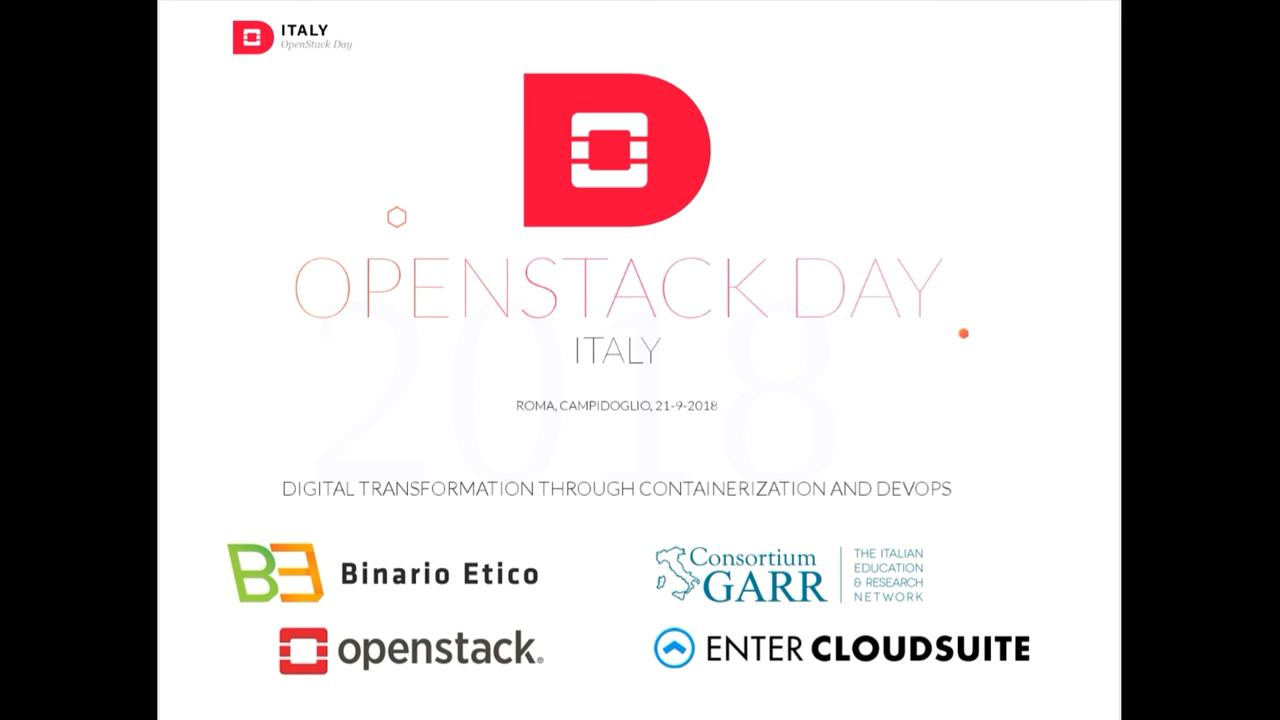 ITALY
OpenStack Day
OPENSTACK DAY
2018
ITALY
ROMA, CAMPIDOGLIO, 21-9-2018
DIGITAL TRANSFORMATION THROUGH CONTAINERIZATION AND DEVOPS
BE Binario Etico
Consortium
GARR
THE ITALIAN
EDUCATION
& RESEARCH
NETWORK
openstack®
ENTER CLOUDSUITE